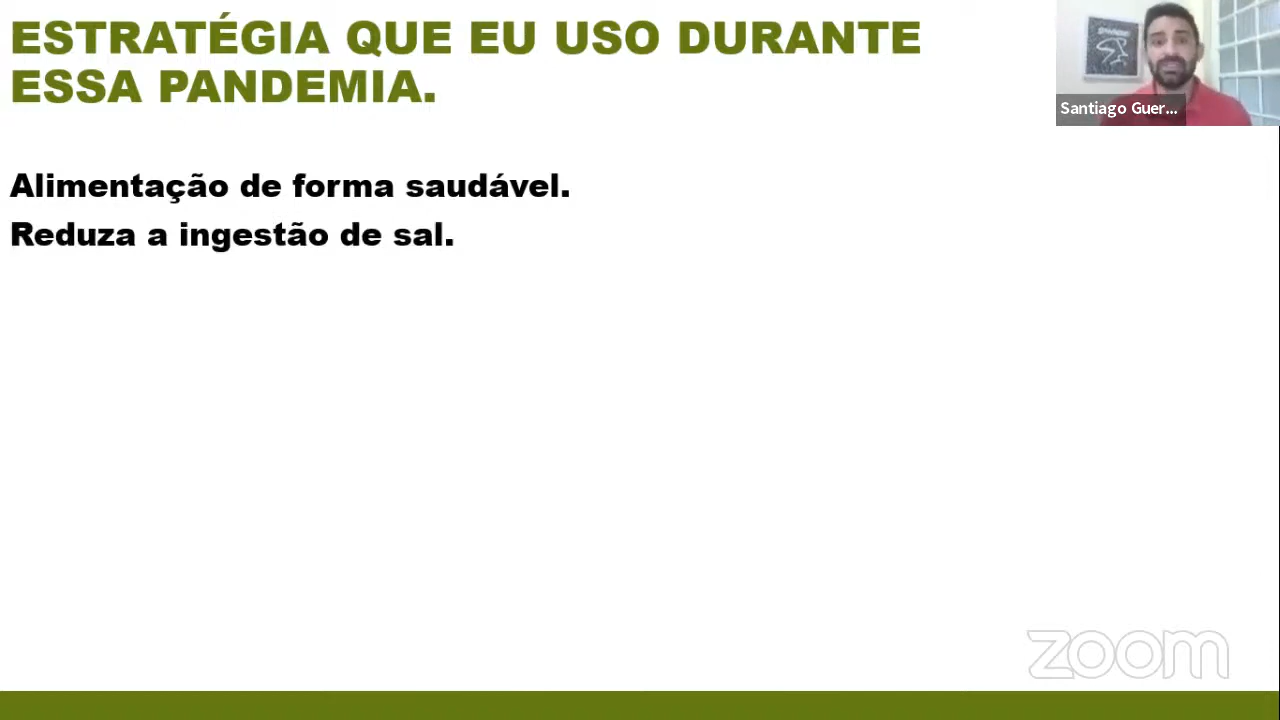 ESTRATÉGIA QUE EU USO DURANTE
ESSA PANDEMIA.
Santiago Guer...
Alimentação de forma saudável.
Reduza a ingestão de sal.
zoom